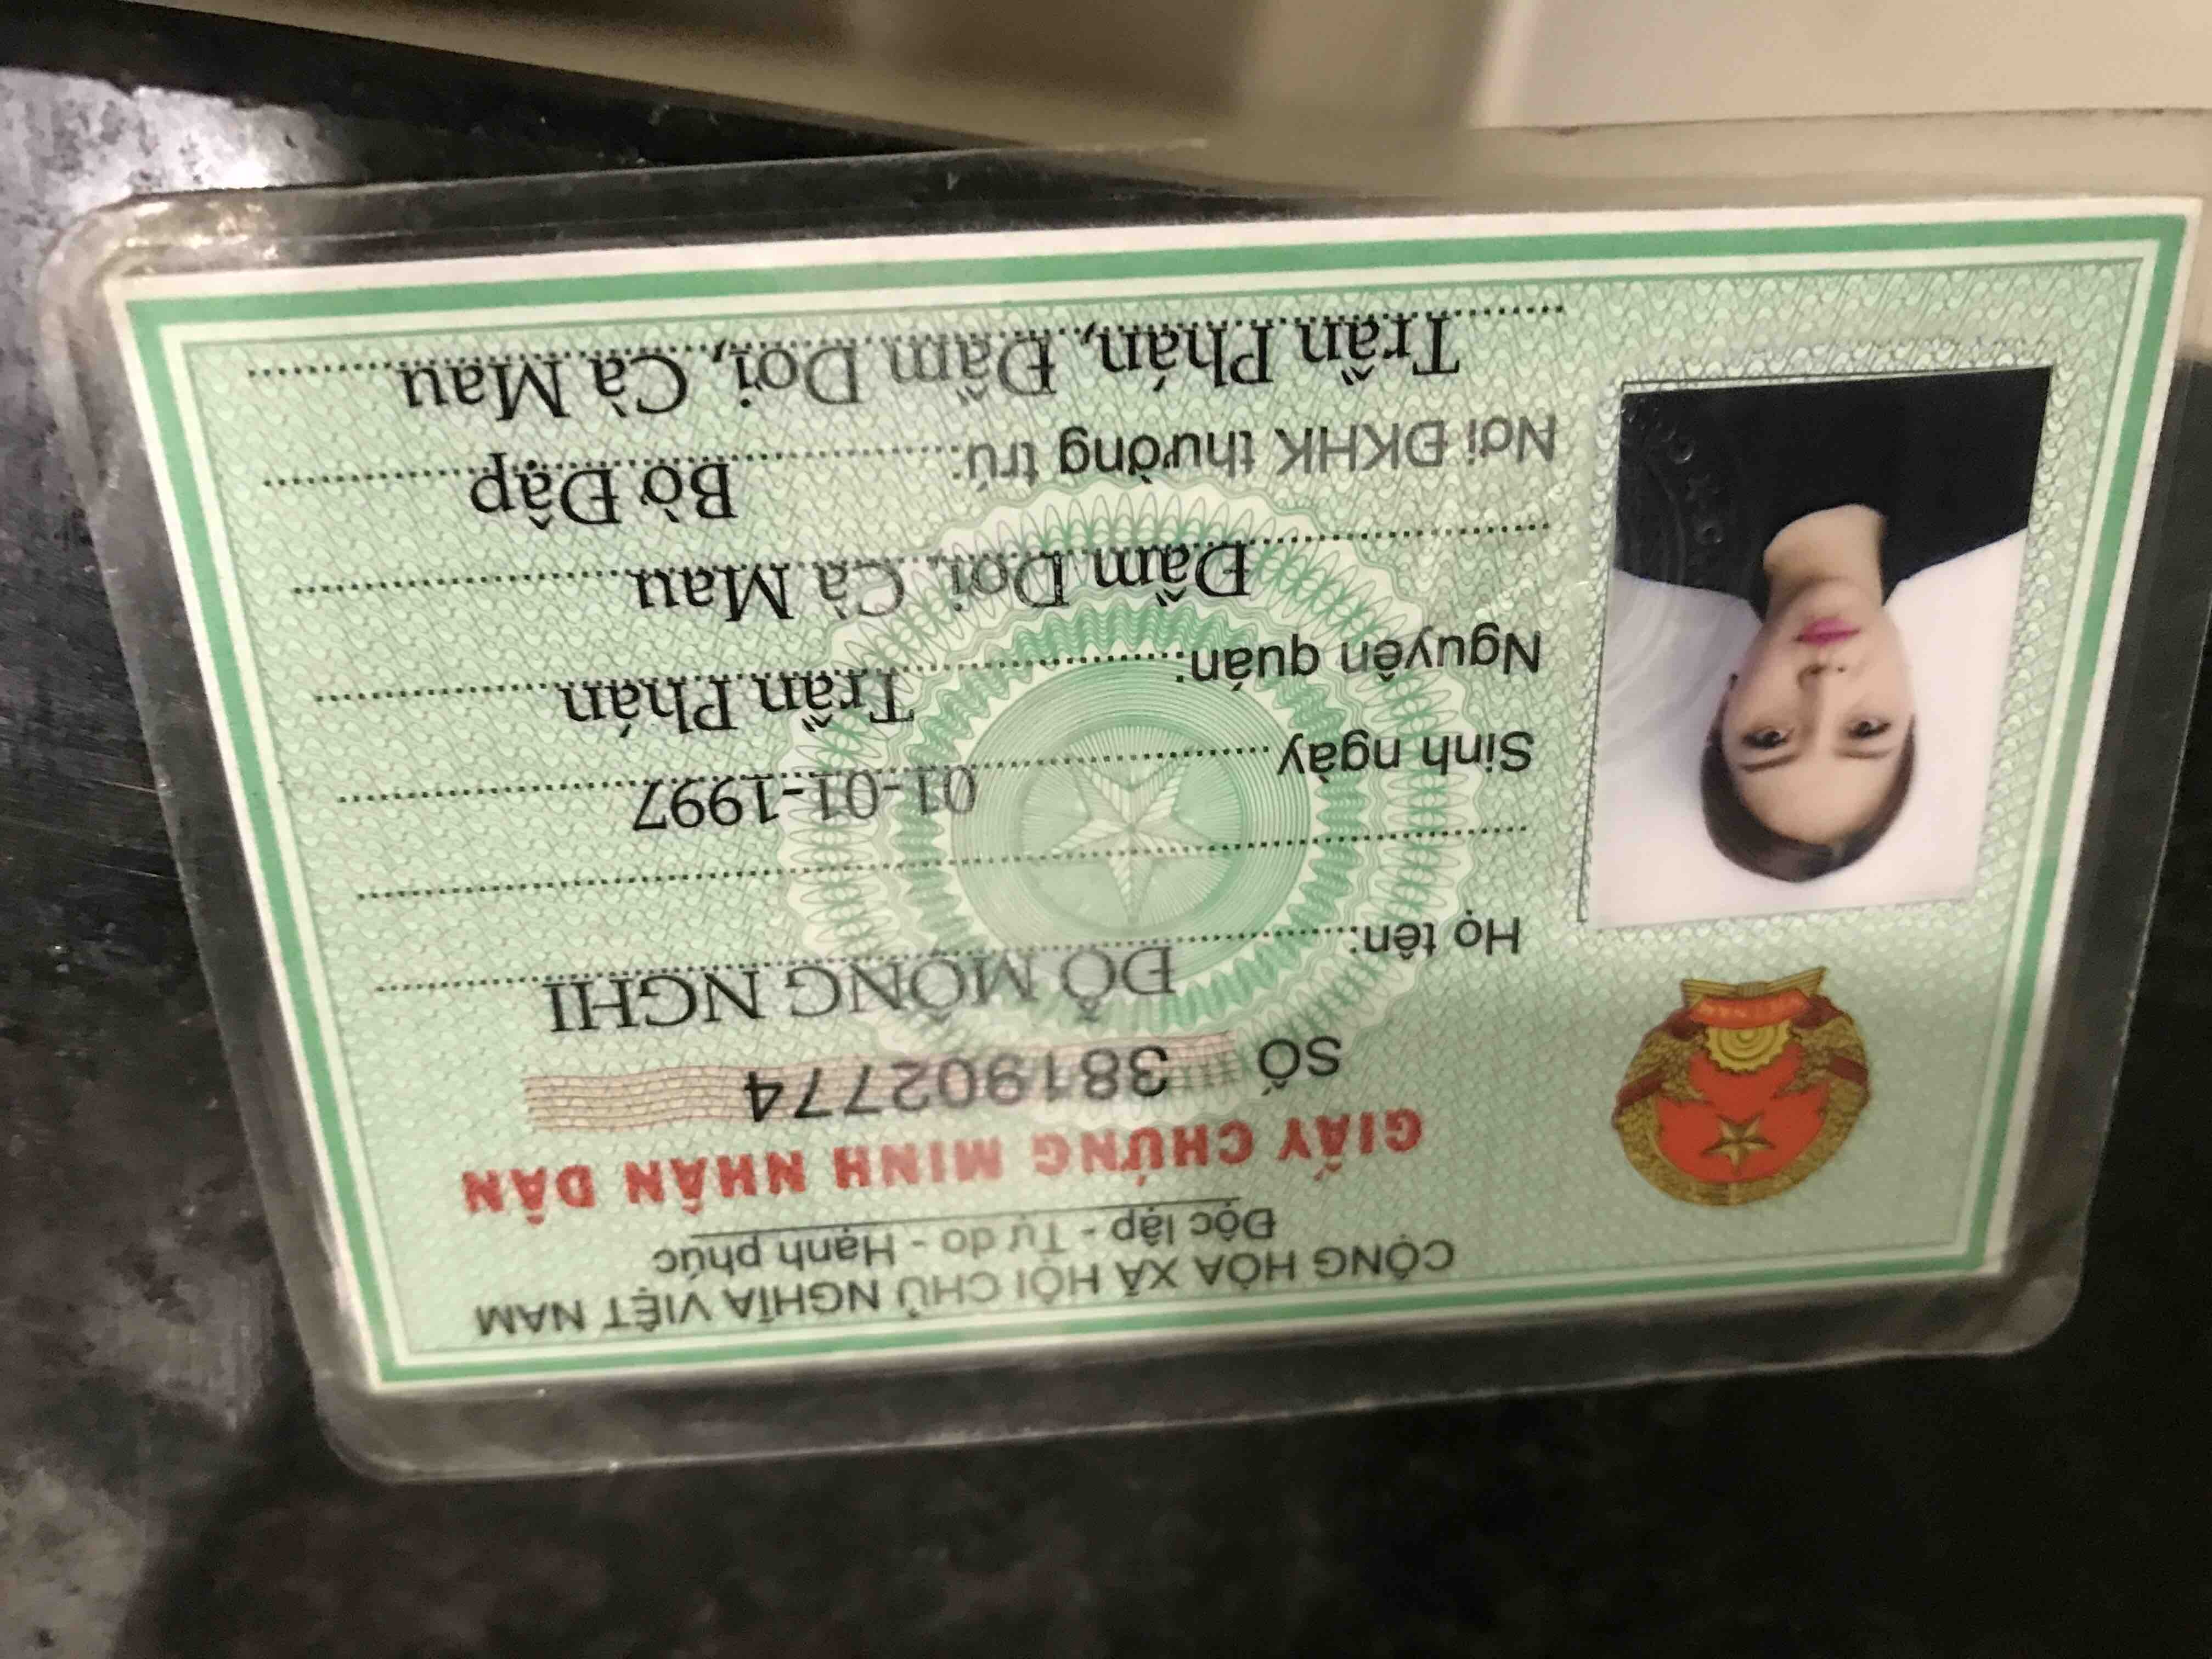 CỘNG HÒA XÃ HỘI CHỦ NGHĨA VIỆT NAM
Độc lập - Tự do - Hạnh phúc
GIẤY CHỨNG MINH NHÂN DÂN
SỐ 381902774
Họ tên: ĐỖ MỘNG NGHI
Sinh ngày 01-01-1997
Nguyên quán: Trần Phán
Đầm Dơi, Cà Mau
Nơi ĐKHK thường trú: Bờ Đập
Trần Phán, Đầm Dơi, Cà Mau